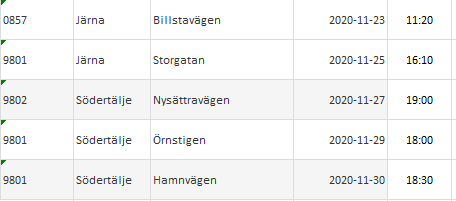 0857 Järna Billstavägen 2020-11-23 11:20
9801 Järna Storgatan 2020-11-25 16:10
9802 Södertälje Nysättravägen 2020-11-27 19:00
9801 Södertälje Örnstigen 2020-11-29 18:00
9801 Södertälje Hamnvägen 2020-11-30 18:30